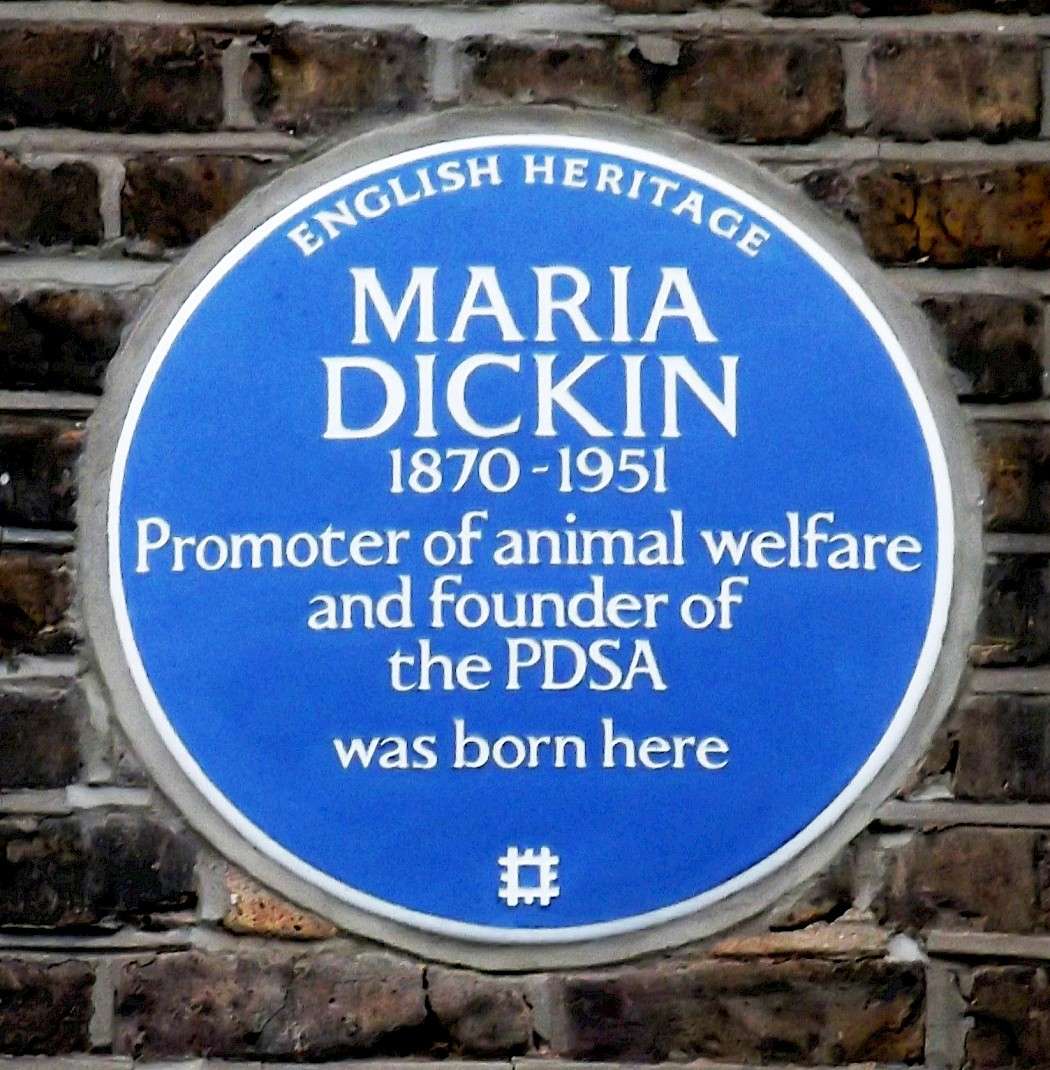 ENGLISH HERITAGE
MARIA
DICKIN
1870-1951
Promoter of animal welfare
and founder of
the PDSA
was born here